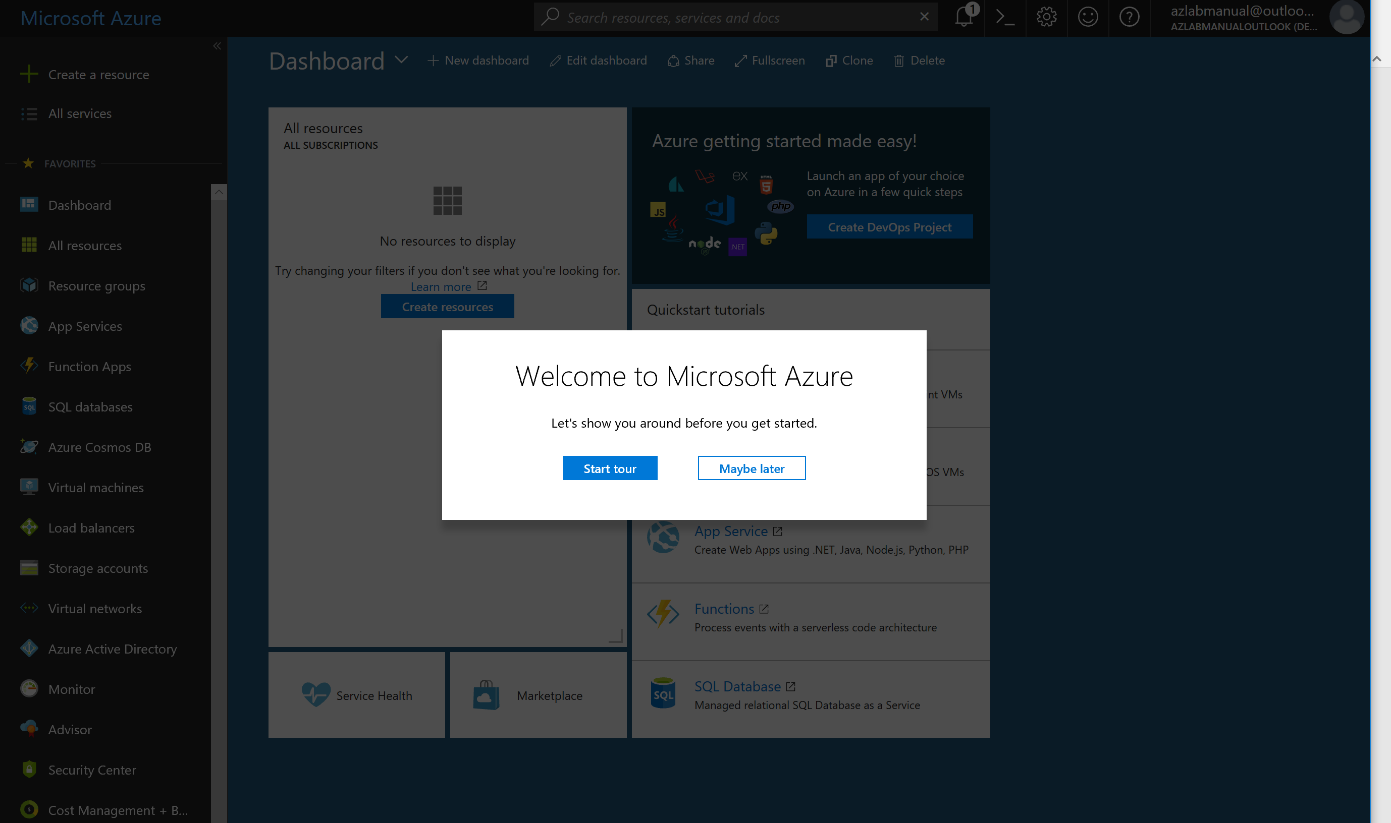 Microsoft Azure
Search resources, services and docs
1
azlabmanual@outloo...
AZLABMANUALOUTLOOK (DE...
Create a resource
All services
FAVORITES
Dashboard
All resources
Resource groups
App Services
Function Apps
SQL databases
Azure Cosmos DB
Virtual machines
Load balancers
Storage accounts
Virtual networks
Azure Active Directory
Monitor
Advisor
Security Center
Cost Management + B...
Dashboard
New dashboard
Edit dashboard
Share
Fullscreen
Clone
Delete
All resources
ALL SUBSCRIPTIONS
No resources to display
Try changing your filters if you don't see what you're looking for.
Learn more
Create resources
Azure getting started made easy!
Launch an app of your choice
on Azure in a few quick steps
Create DevOps Project
EX
JS
php
node
NET
Quickstart tutorials
Welcome to Microsoft Azure
Let's show you around before you get started.
Start tour
Maybe later
nt VMs
OS VMs
App Service
Create Web Apps using .NET, Java, Node.js, Python, PHP
Functions
Process events with a serverless code architecture
SQL
SQL Database
Managed relational SQL Database as a Service
Service Health
Marketplace